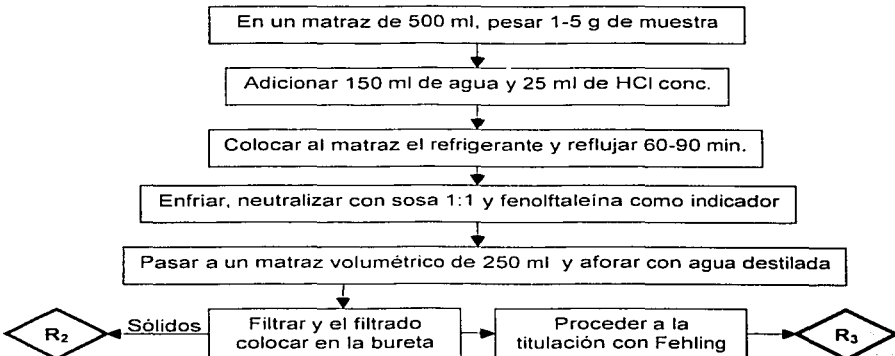 En un matraz de 500 ml, pesar 1-5 g de muestra
Adicionar 150 ml de agua y 25 ml de HCl conc.
Colocar al matraz el refrigerante y reflujar 60-90 min.
Enfriar, neutralizar con sosa 1:1 y fenolftaleína como indicador
Pasar a un matraz volumétrico de 250 ml y aforar con agua destilada
R2
Sólidos
Filtrar y el filtrado
colocar en la bureta
Proceder a la
titulación con Fehling
R3